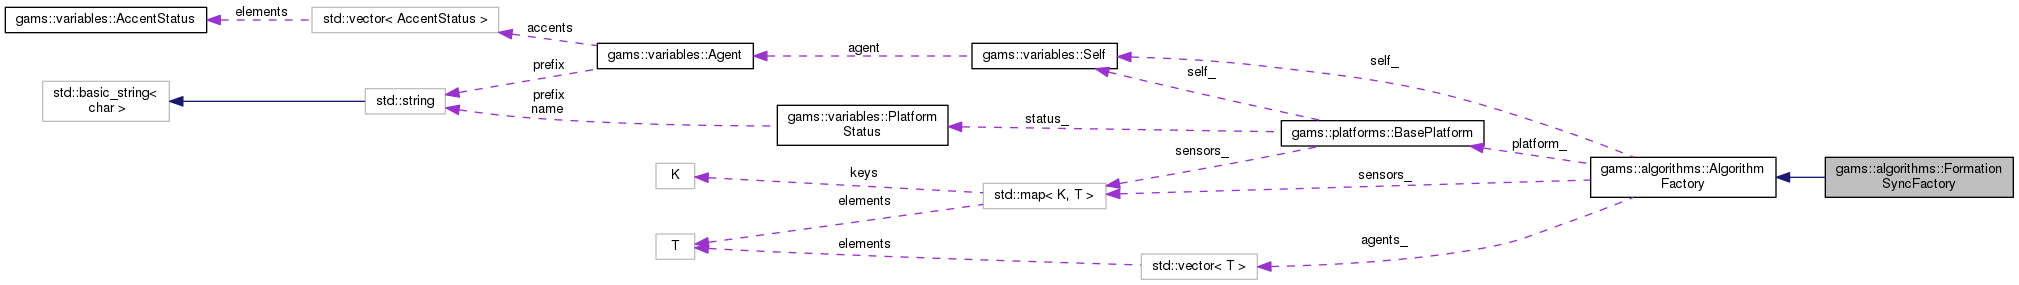 gams::variables::AccentStatus
elements
std::vector< AccentStatus >
accents
gams::variables::Agent
agent
gams::variables::Self
self_
self_
prefix
std::basic_string<
char >
std::string
prefix
name
gams::variables::Platform
Status
status_
gams::platforms::BasePlatform
platform_
sensors_
gams::algorithms::Algorithm
Factory
gams::algorithms::Formation
SyncFactory
K
keys
std::map< K, T >
sensors_
elements
T
elements
std::vector< T >
agents_